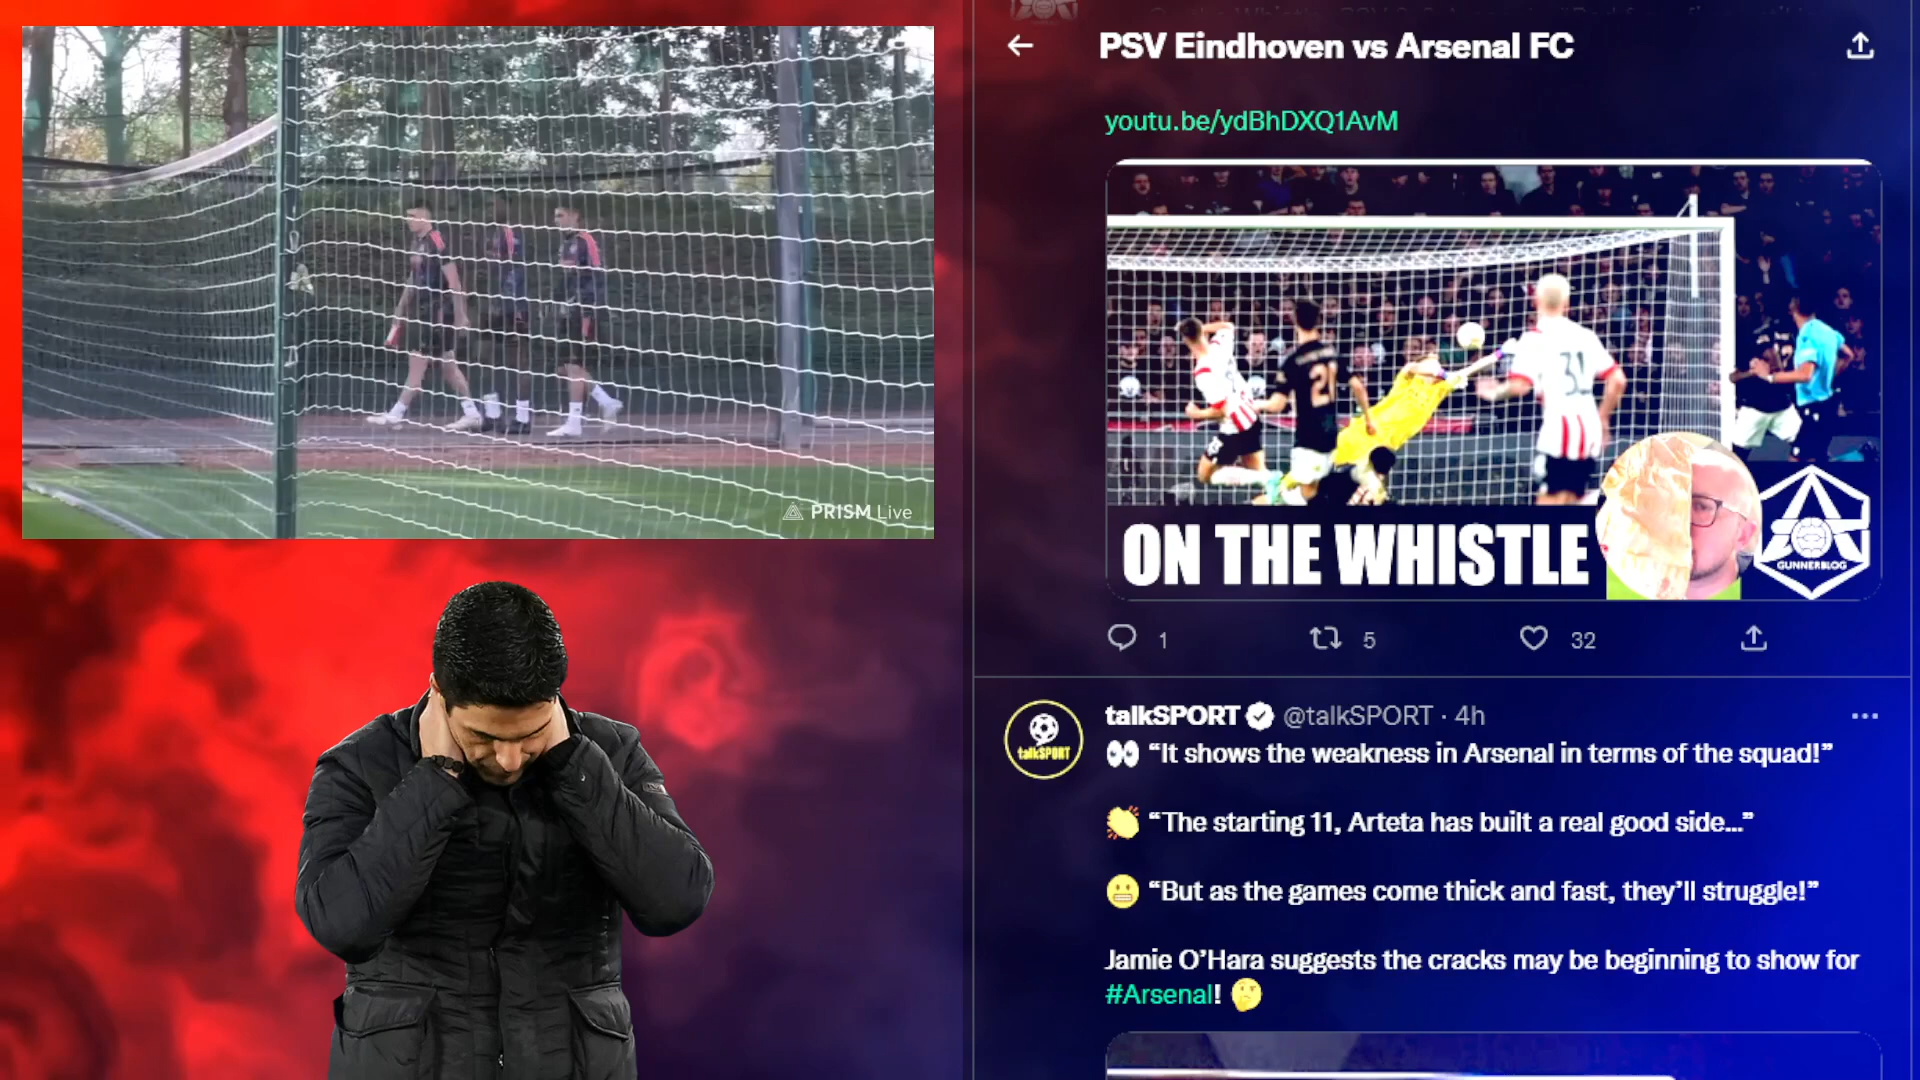 PSV Eindhoven vs Arsenal FC
youtu.be/ydBhDXQ1AvM
21
31
ON THE WHISTLE
GUNNERBLOG
1
5
32
PRISM Live
talkSPORT @talkSPORT · 4h
talkSPORT
👀 “It shows the weakness in Arsenal in terms of the squad!”
👏 “The starting 11, Arteta has built a real good side...”
😬 “But as the games come thick and fast, they’ll struggle!”
Jamie O’Hara suggests the cracks may be beginning to show for
#Arsenal! 🤔